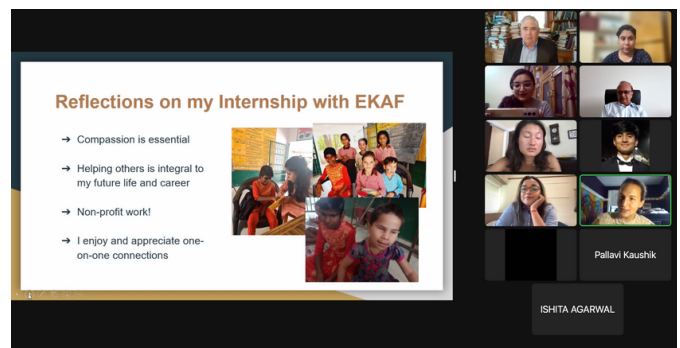 Reflections on my Internship with EKAF
➔ Compassion is essential
➔ Helping others is integral to
my future life and career
➔ Non-profit work!
➔ I enjoy and appreciate one-
on-one connections
Pallavi Kaushik
ISHITA AGARWAL